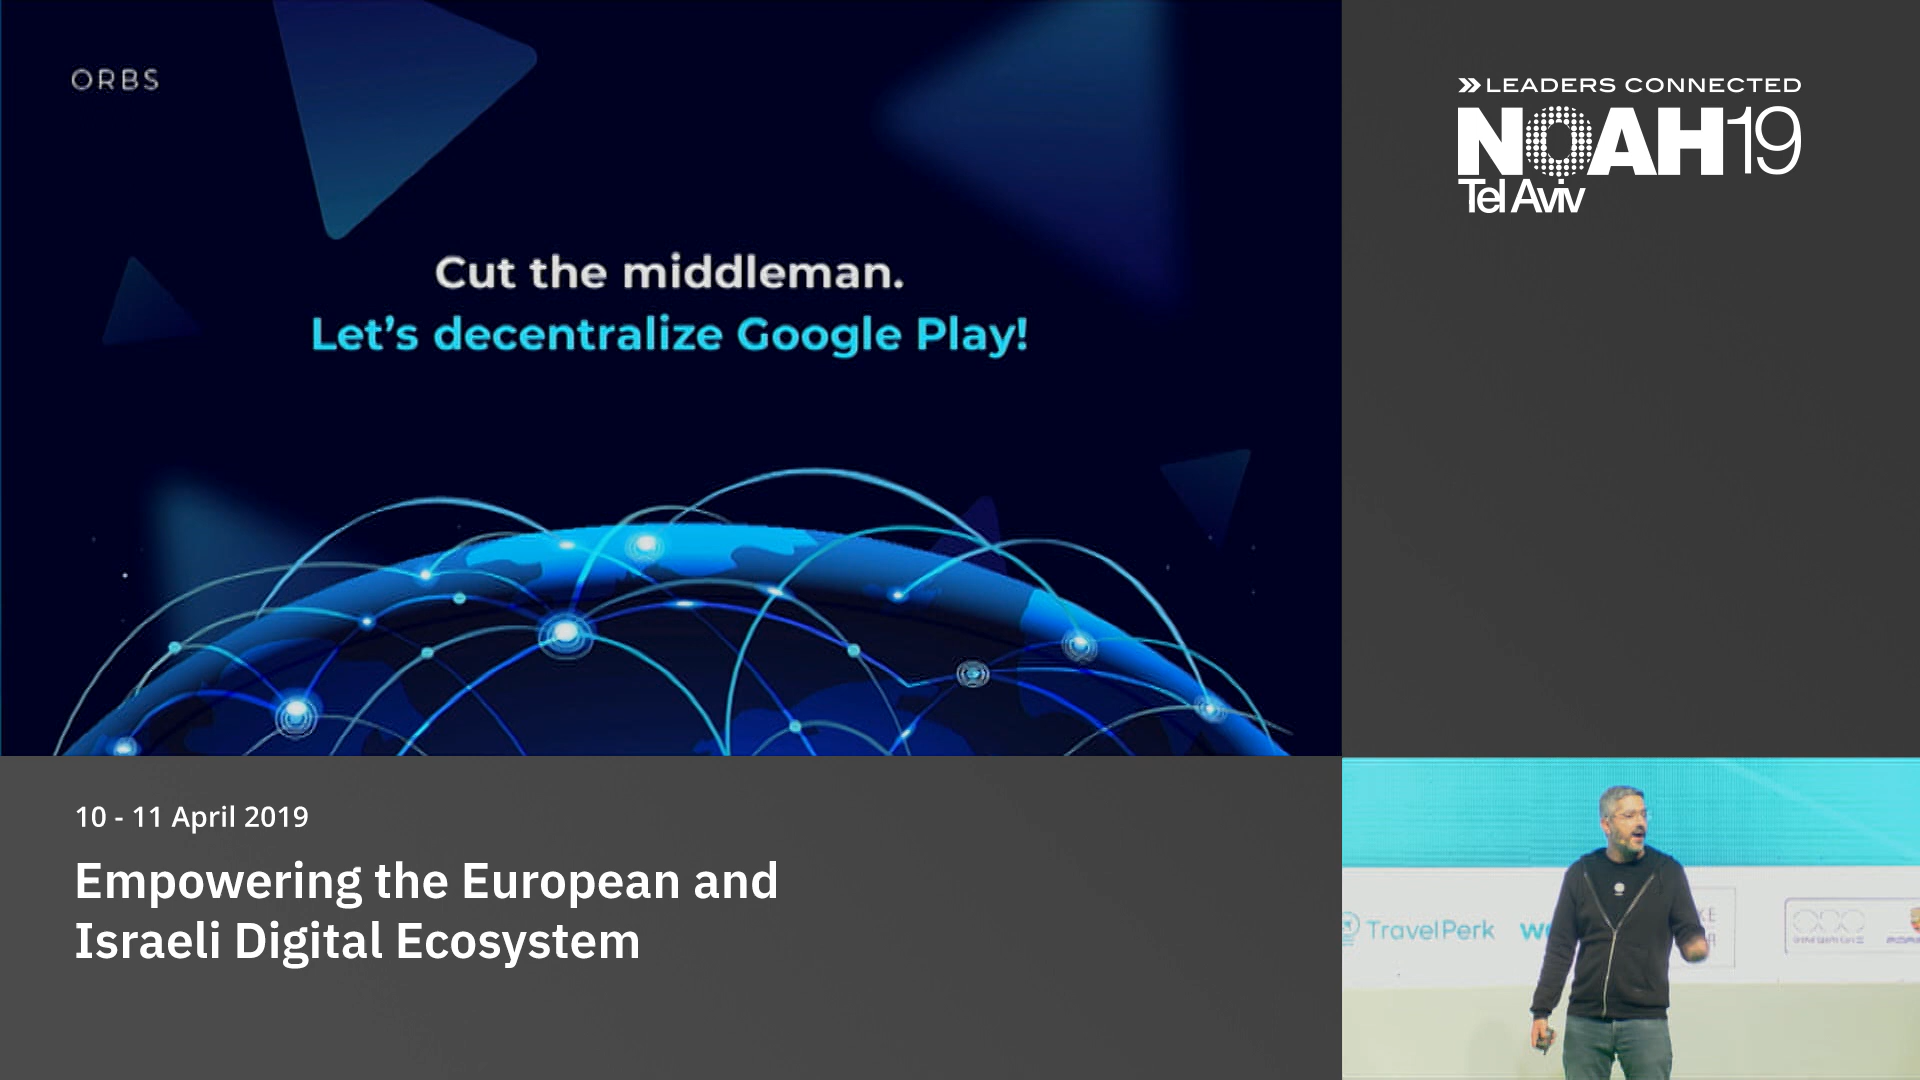 ORBS
Cut the middleman.
Let's decentralize Google Play!
LEADERS CONNECTED
NOAH19
Tel Aviv
10 - 11 April 2019
Empowering the European and
Israeli Digital Ecosystem
TravelPerk